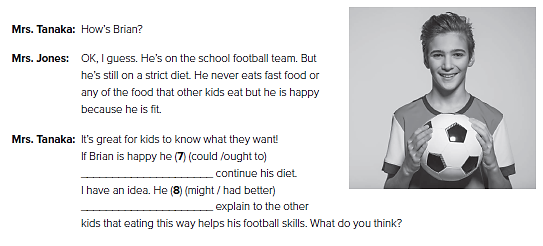 Mrs. Tanaka: How's Brian?
Mrs. Jones: OK, I guess. He's on the school football team. But
he's still on a strict diet. He never eats fast food or
any of the food that other kids eat but he is happy
because he is fit.
Mrs. Tanaka: It's great for kids to know what they want!
If Brian is happy he (7) (could /ought to)
______________________ continue his diet.
I have an idea. He (8) (might / had better)
______________________ explain to the other
kids that eating this way helps his football skills. What do you think?